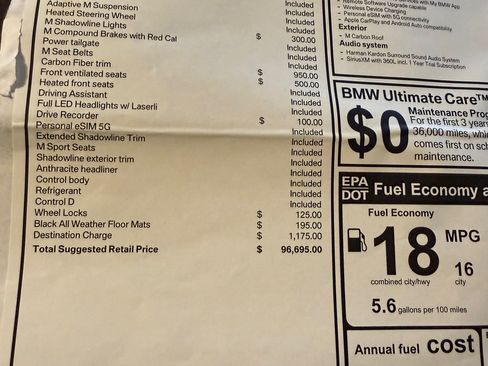 Adaptive M Suspension Included
Heated Steering Wheel Included
M Shadowline Lights Included
M Compound Brakes with Red Cal $ 300.00
Power tailgate Included
M Seat Belts Included
Carbon Fiber trim Included
Front ventilated seats $ 950.00
Heated front seats $ 500.00
Driving Assistant Included
Full LED Headlights w/ Laserli Included
Drive Recorder $ 100.00
Personal eSIM 5G Included
Extended Shadowline Trim Included
M Sport Seats Included
Shadowline exterior trim Included
Anthracite headliner Included
Control body Included
Refrigerant Included
Control D Included
Wheel Locks $ 125.00
Black All Weather Floor Mats $ 195.00
Destination Charge $ 1,175.00
Total Suggested Retail Price $ 96,695.00
Remote Software Upgrade capable
• Wireless Device Charging
• Personal eSIM with 5G connectivity
• Apple CarPlay and Android Auto compatibility
Exterior
• M Carbon Roof
Audio system
• Harman Kardon Surround Sound Audio System
• SiriusXM with 360L incl. 1 Year Trial Subscription
BMW Ultimate Care™
$0
Maintenance Prog
For the first 3 years
36,000 miles, whic
comes first on sch
maintenance.
EPA
DOT
Fuel Economy a
Fuel Economy
18 MPG
16
combined city/hwy city
5.6 gallons per 100 miles
Annual fuel cost